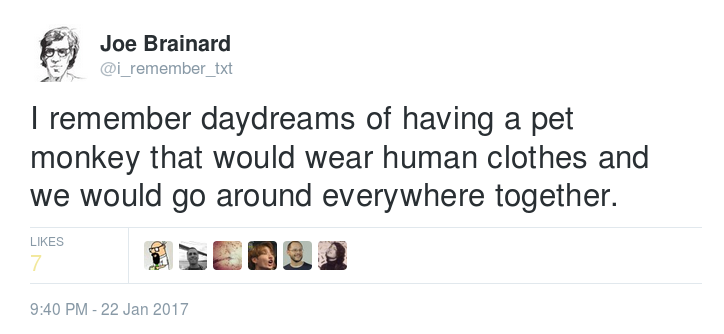 Joe Brainard
@i_remember_txt
I remember daydreams of having a pet
monkey that would wear human clothes and
we would go around everywhere together.
LIKES
7
9:40 PM - 22 Jan 2017